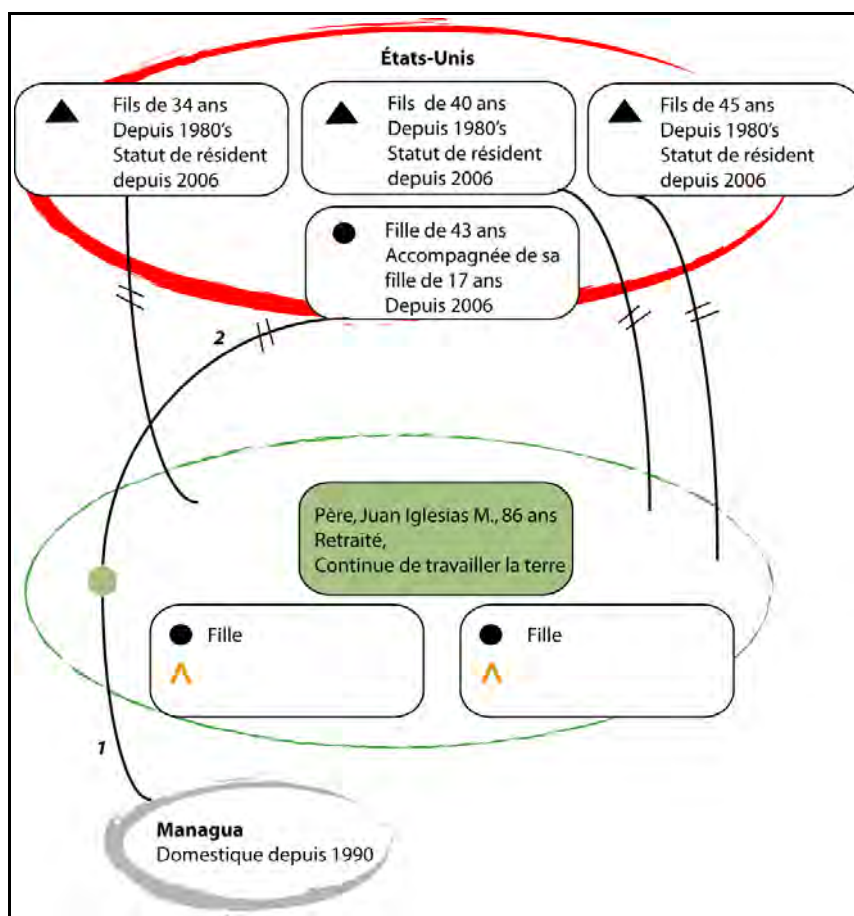 États-Unis
Fils de 34 ans
Depuis 1980's
Statut de résident
depuis 2006
Fils de 40 ans
Depuis 1980's
Statut de résident
depuis 2006
Fils de 45 ans
Depuis 1980's
Statut de résident
depuis 2006
Fille de 43 ans
Accompagnée de sa
fille de 17 ans
Depuis 2006
2
Père, Juan Iglesias M., 86 ans
Retraité,
Continue de travailler la terre
Fille
Fille
1
Managua
Domestique depuis 1990